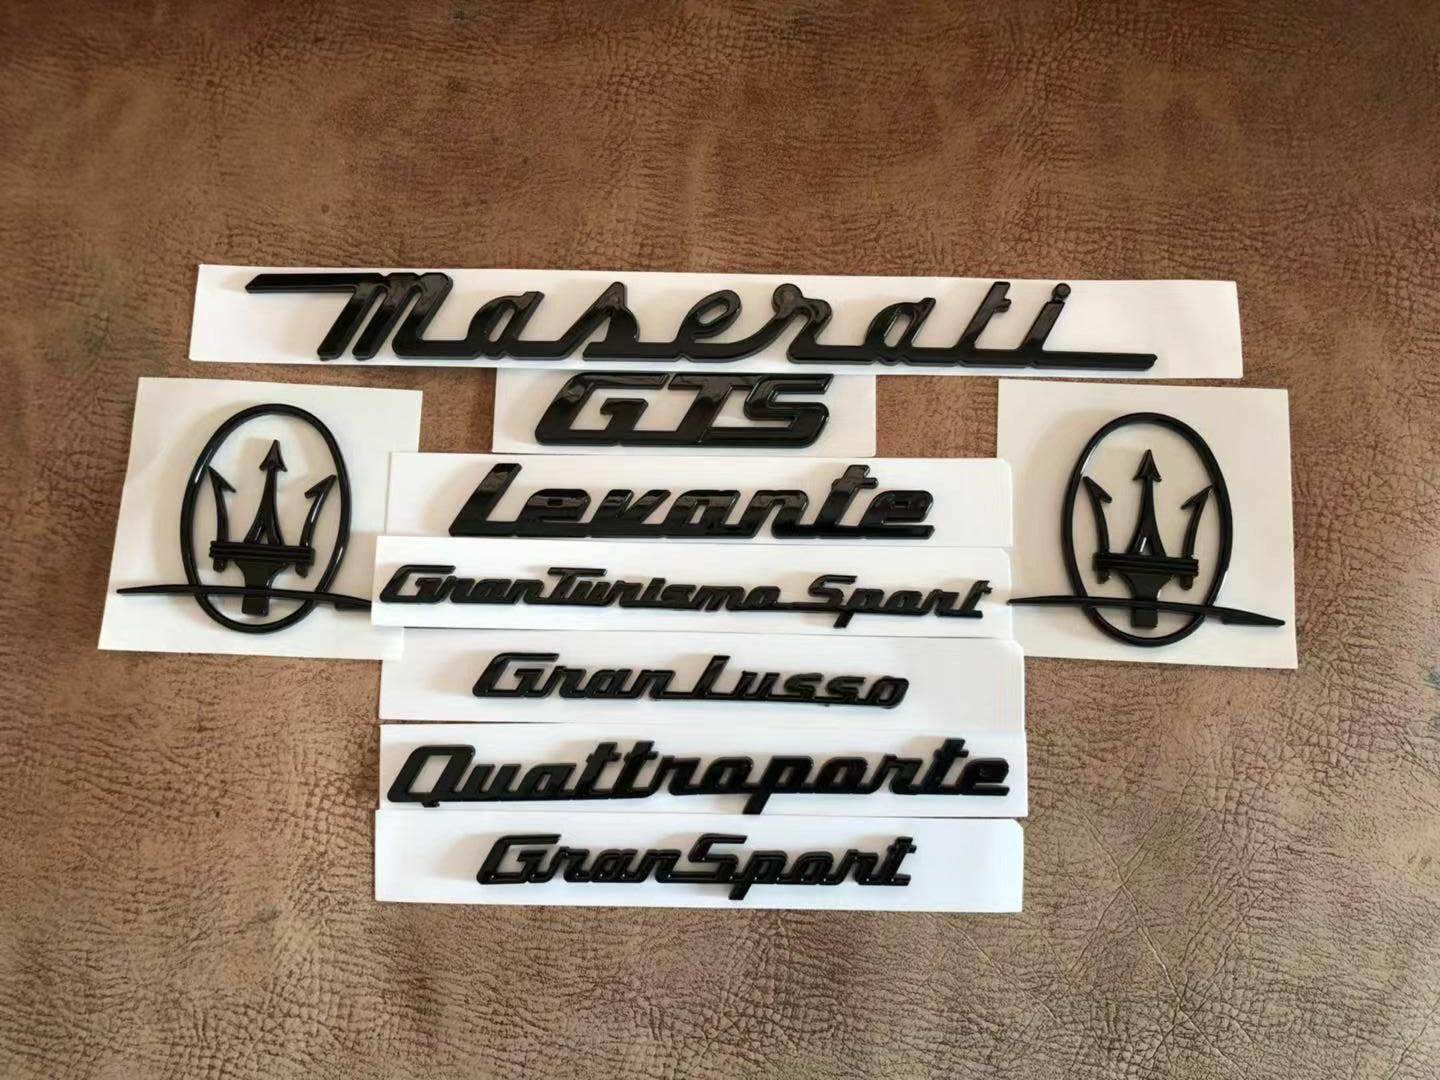 Maserati
GTS
Levante
GranTurismo Sport
GranLusso
Quattroporte
GranSport